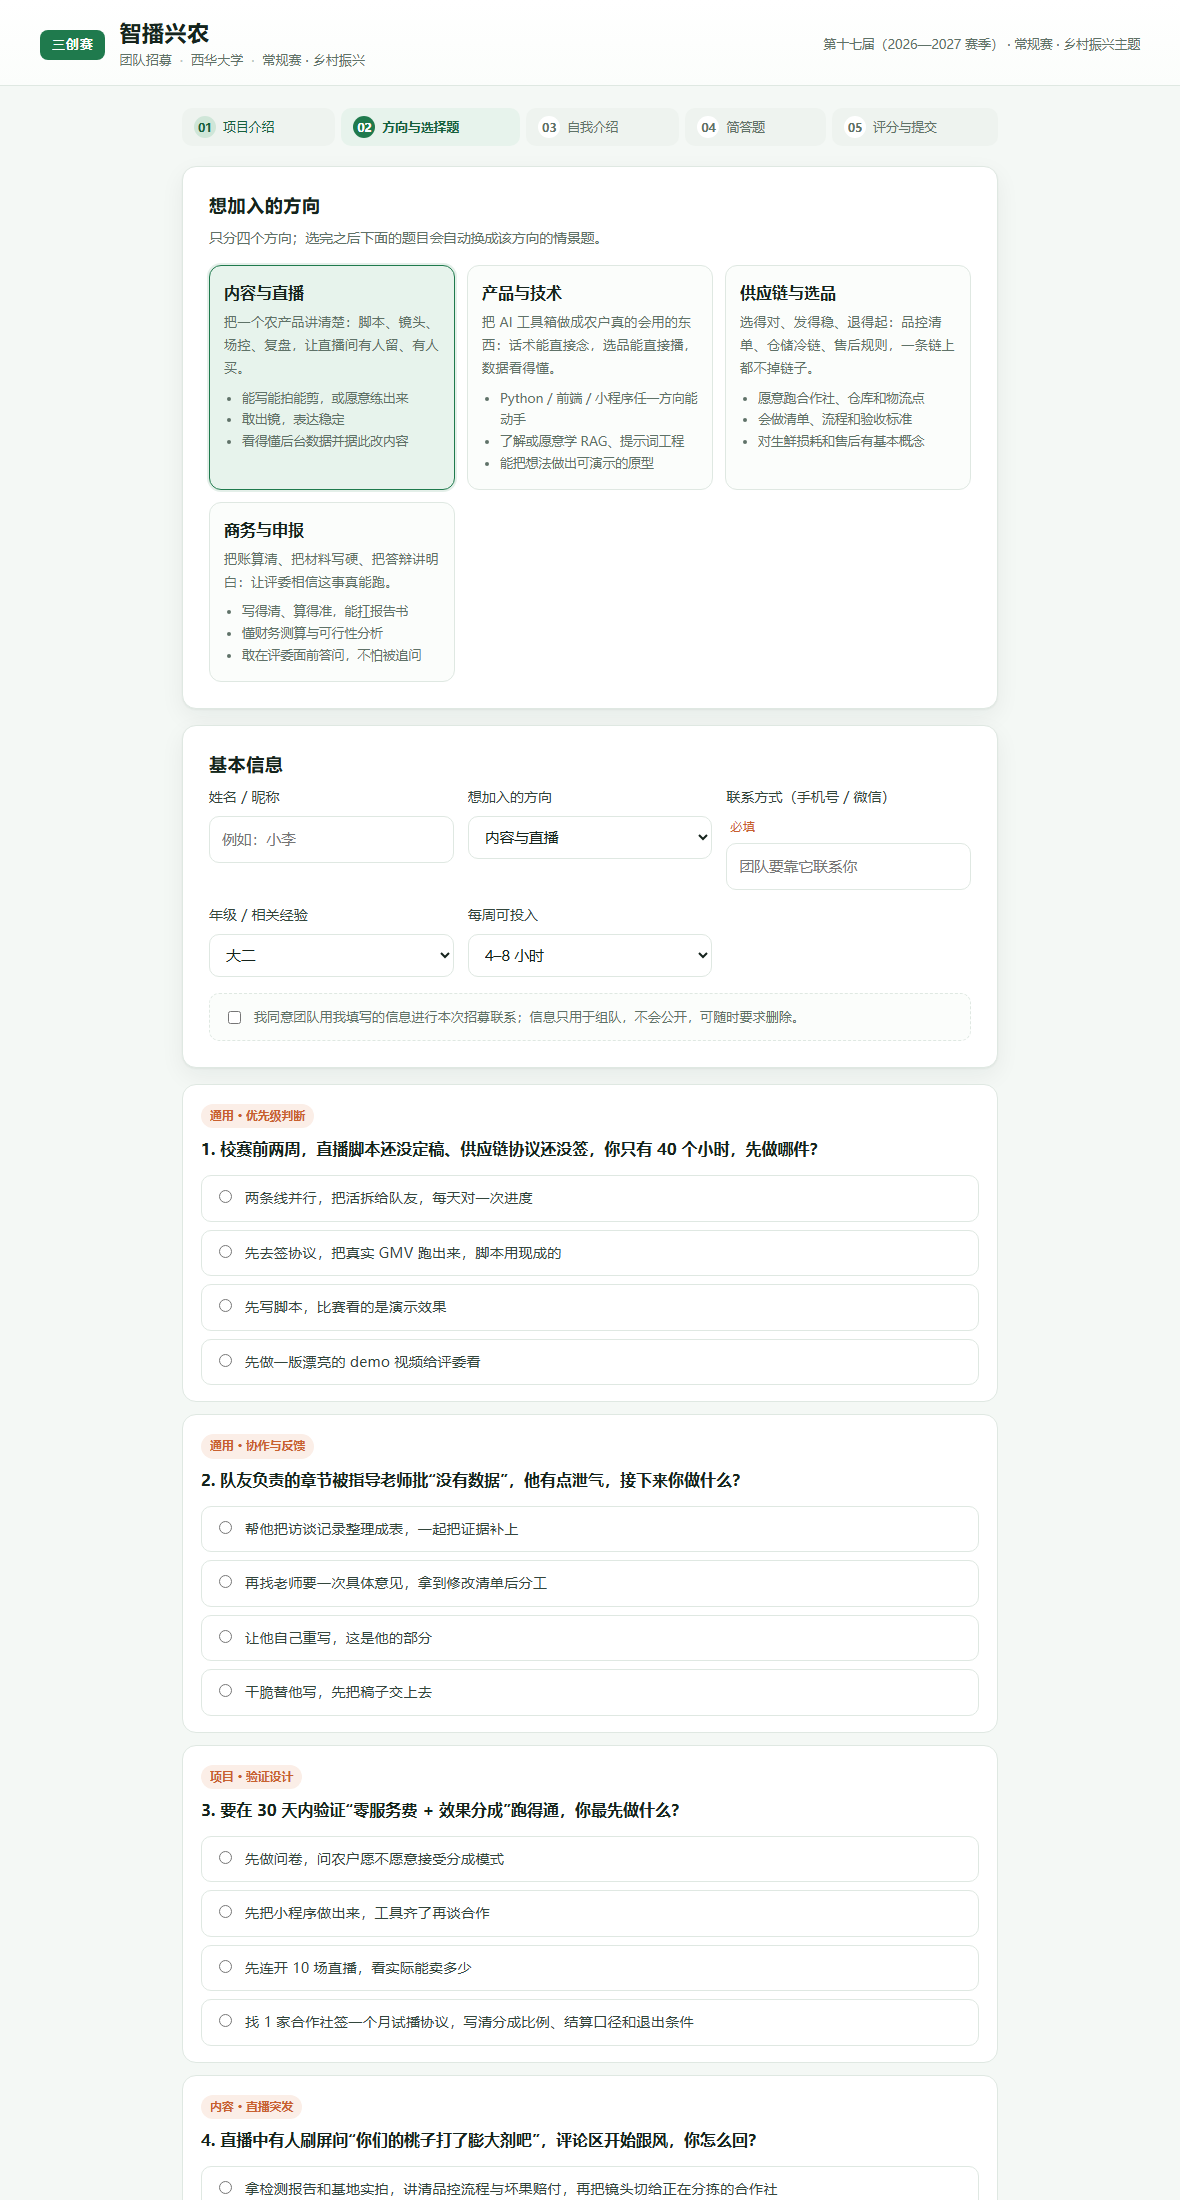 三创赛
智播兴农
团队招募 · 西华大学 · 常规赛 · 乡村振兴
第十七届（2026—2027 赛季）· 常规赛 · 乡村振兴主题
01 项目介绍
02 方向与选择题
03 自我介绍
04 简答题
05 评分与提交
想加入的方向
只分四个方向；选完之后下面的题目会自动换成该方向的情景题。
内容与直播
把一个农产品讲清楚：脚本、镜头、
场控、复盘，让直播间有人留、有人
买。
• 能写能拍能剪，或愿意练出来
• 敢出镜，表达稳定
• 看得懂后台数据并据此改内容
产品与技术
把 AI 工具箱做成农户真的会用的东
西：话术能直接念，选品能直接播，
数据看得懂。
• Python / 前端 / 小程序任一方向能
动手
• 了解或愿意学 RAG、提示词工程
• 能把想法做出可演示的原型
供应链与选品
选得对、发得稳、退得起：品控清
单、仓储冷链、售后规则，一条链上
都不掉链子。
• 愿意跑合作社、仓库和物流点
• 会做清单、流程和验收标准
• 对生鲜损耗和售后有基本概念
商务与申报
把账算清、把材料写硬、把答辩讲明
白：让评委相信这事真能跑。
• 写得清、算得准，能扛报告书
• 懂财务测算与可行性分析
• 敢在评委面前答问，不怕被追问
基本信息
姓名 / 昵称
例如：小李
想加入的方向
内容与直播
联系方式（手机号 / 微信）
必填
团队要靠它联系你
年级 / 相关经验
大二
每周可投入
4–8 小时
我同意团队用我填写的信息进行本次招募联系；信息只用于组队，不会公开，可随时要求删除。
通用 · 优先级判断
1. 校赛前两周，直播脚本还没定稿、供应链协议还没签，你只有 40 个小时，先做哪件？
两条线并行，把活拆给队友，每天对一次进度
先去签协议，把真实 GMV 跑出来，脚本用现成的
先写脚本，比赛看的是演示效果
先做一版漂亮的 demo 视频给评委看
通用 · 协作与反馈
2. 队友负责的章节被指导老师批“没有数据”，他有点泄气，接下来你做什么？
帮他把访谈记录整理成表，一起把证据补上
再找老师要一次具体意见，拿到修改清单后分工
让他自己重写，这是他的部分
干脆替他写，先把稿子交上去
项目 · 验证设计
3. 要在 30 天内验证“零服务费 + 效果分成”跑得通，你最先做什么？
先做问卷，问农户愿不愿意接受分成模式
先把小程序做出来，工具齐了再谈合作
先连开 10 场直播，看实际能卖多少
找 1 家合作社签一个月试播协议，写清分成比例、结算口径和退出条件
内容 · 直播突发
4. 直播中有人刷屏问“你们的桃子打了膨大剂吧”，评论区开始跟风，你怎么回？
拿检测报告和基地实拍，讲清品控流程与坏果赔付，再把镜头切给正在分拣的合作社